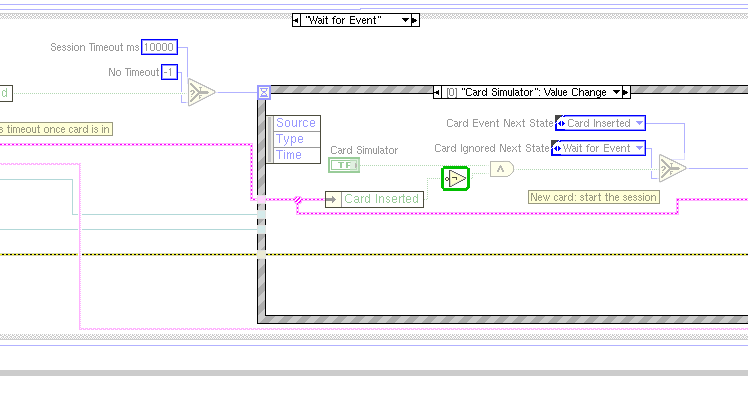 "Wait for Event"
Session Timeout ms 10000
No Timeout -1
d
[0] "Card Simulator": Value Change
s timeout once card is in
Source
Type
Time
Card Event Next State Card Inserted
Card Ignored Next State Wait for Event
Card Simulator
TF
Card Inserted
New card: start the session